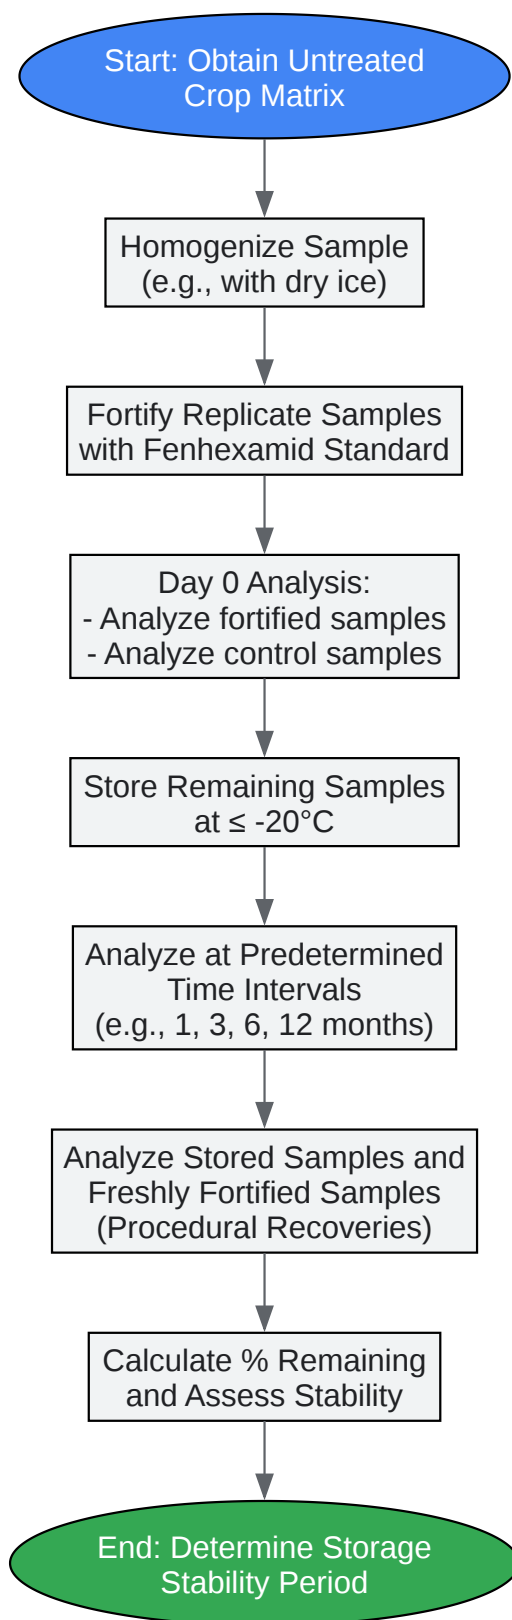 Start: Obtain Untreated
Crop Matrix
Homogenize Sample
(e.g., with dry ice)
Fortify Replicate Samples
with Fenhexamid Standard
Day 0 Analysis:
- Analyze fortified samples
- Analyze control samples
Store Remaining Samples
at ≤ -20°C
Analyze at Predetermined
Time Intervals
(e.g., 1, 3, 6, 12 months)
Analyze Stored Samples and
Freshly Fortified Samples
(Procedural Recoveries)
Calculate % Remaining
and Assess Stability
End: Determine Storage
Stability Period